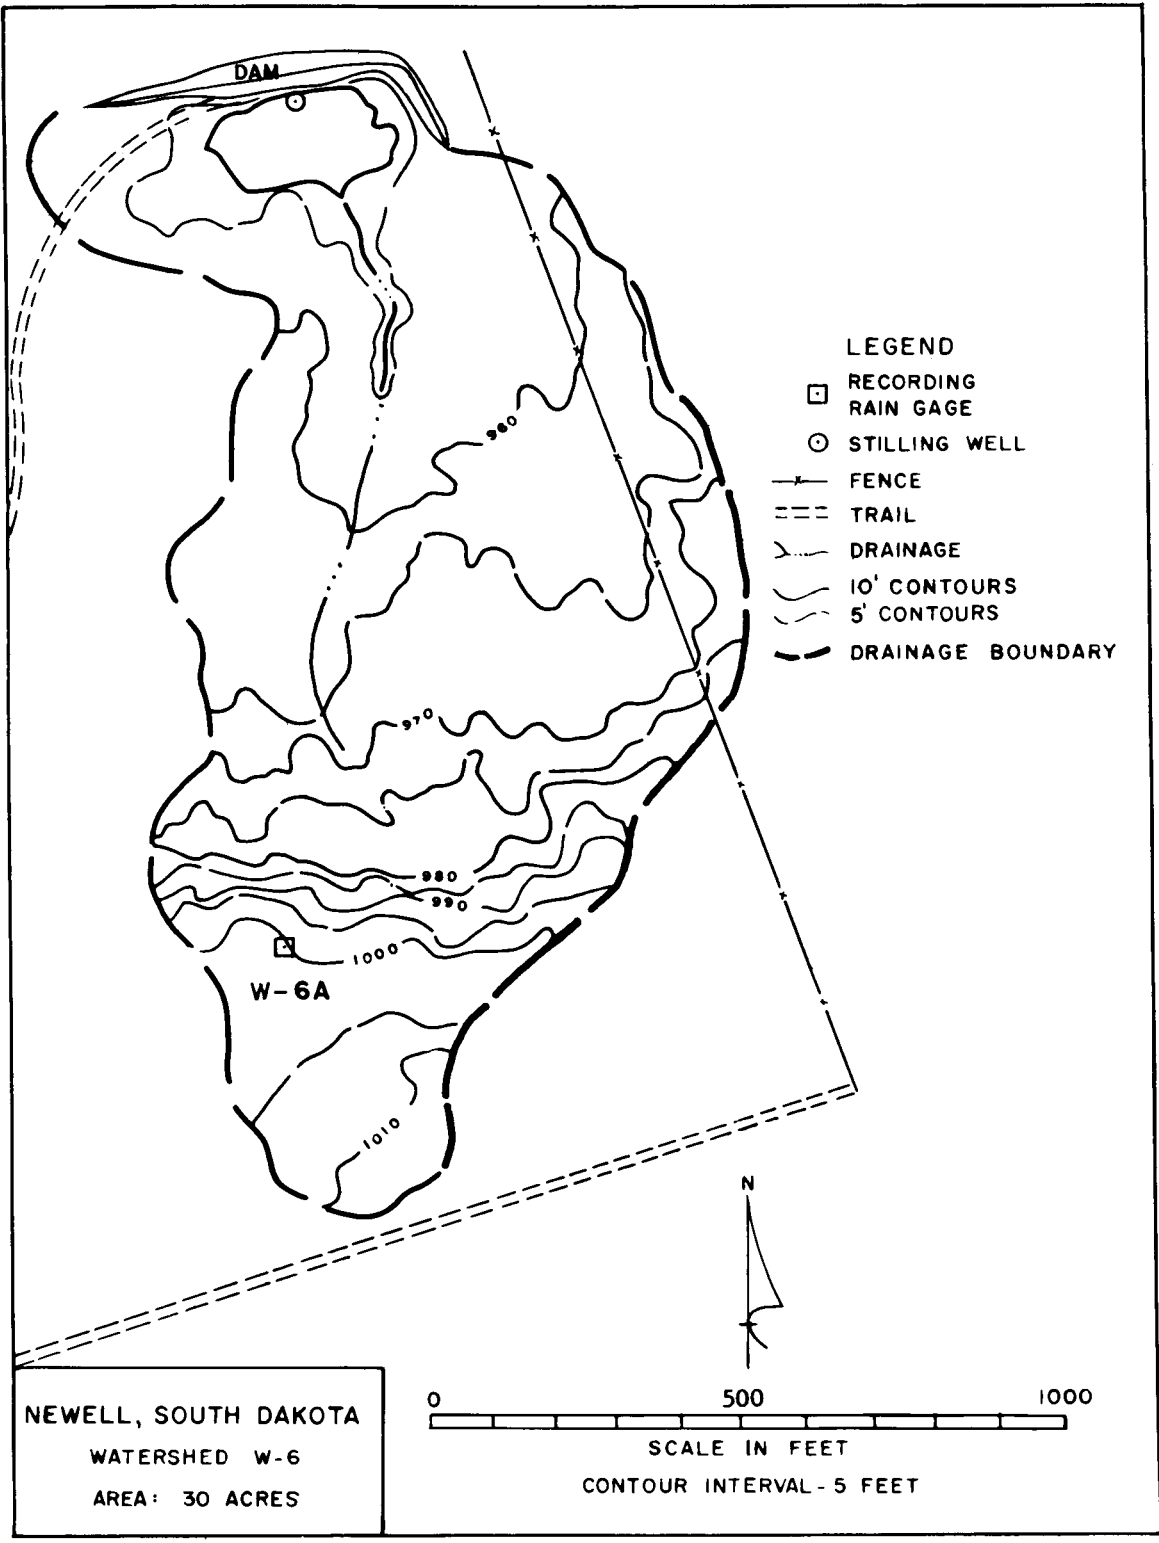 DAM
960
LEGEND
RECORDING
RAIN GAGE
STILLING WELL
FENCE
TRAIL
DRAINAGE
10' CONTOURS
5' CONTOURS
DRAINAGE BOUNDARY
970
980
990
1000
W-6A
1010
N
NEWELL, SOUTH DAKOTA
WATERSHED W-6
AREA: 30 ACRES
0 500 1000
SCALE IN FEET
CONTOUR INTERVAL - 5 FEET